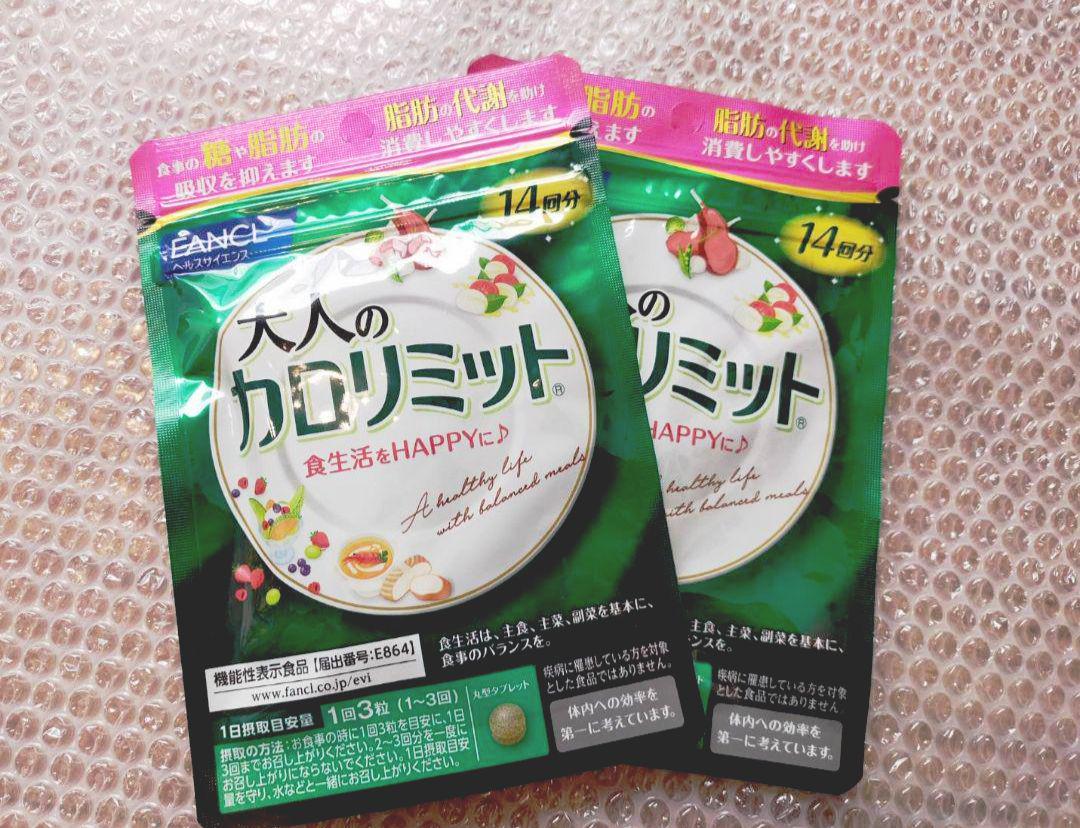 食事の糖や脂肪の
吸収を抑えます
脂肪の代謝を助け
消費しやすくします
14回分
FANCL
ヘルスサイエンス
大人の
カロリミット®
食生活をHAPPYに♪
A healthy life
with balanced meals
食生活は、主食、主菜、副菜を基本に、
食事のバランスを。
機能性表示食品【届出番号:E864】
www.fancl.co.jp/evi
疾病に罹患している方を対象
とした食品ではありません。
1日摂取目安量 1回3粒(1〜3回)
摂取の方法:お食事の時に1回3粒を目安に、1日
3回までお召し上がりください。2〜3回分を一度に
お召し上がりにならないでください。1日摂取目安
量を守り、水などと一緒にお召し上がりください。
丸型タブレット
体内への効率を
第一に考えています。
脂肪の
えます
脂肪の代謝を助け
消費しやすくします
14回分
の
リミット®
HAPPYに♪
healthy life
with balanced meals
主食、主菜、副菜を基本に、
ンスを。
疾病に罹患している方を対象
とした食品ではありません。
ット
体内への効率を
第一に考えています。